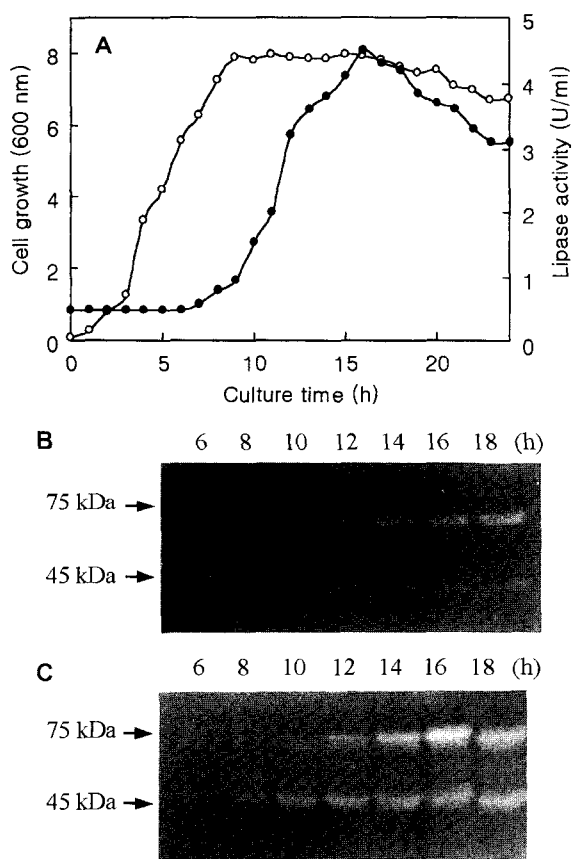 A
Cell growth (600 nm)
8
6
4
2
0
Lipase activity (U/ml)
5
4
3
2
1
0
0 5 10 15 20
Culture time (h)
B
6 8 10 12 14 16 18 (h)
75 kDa
45 kDa
C
6 8 10 12 14 16 18 (h)
75 kDa
45 kDa